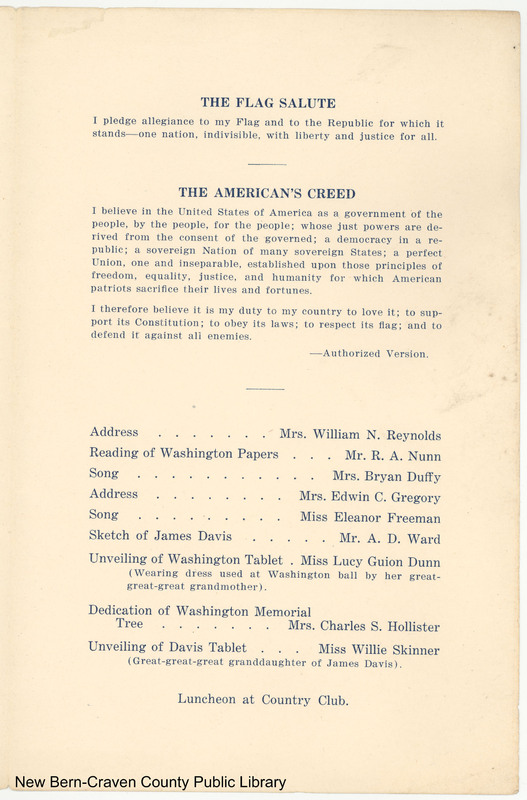 THE FLAG SALUTE
I pledge allegiance to my Flag and to the Republic for which it
stands—one nation, indivisible, with liberty and justice for all.
THE AMERICAN'S CREED
I believe in the United States of America as a government of the
people, by the people, for the people; whose just powers are de-
rived from the consent of the governed; a democracy in a re-
public; a sovereign Nation of many sovereign States; a perfect
Union, one and inseparable, established upon those principles of
freedom, equality, justice, and humanity for which American
patriots sacrifice their lives and fortunes.
I therefore believe it is my duty to my country to love it; to sup-
port its Constitution; to obey its laws; to respect its flag; and to
defend it against all enemies.
—Authorized Version.
Address . . . . . . . Mrs. William N. Reynolds
Reading of Washington Papers . . . Mr. R. A. Nunn
Song . . . . . . . . . . . Mrs. Bryan Duffy
Address . . . . . . . . Mrs. Edwin C. Gregory
Song . . . . . . . . . Miss Eleanor Freeman
Sketch of James Davis . . . . . Mr. A. D. Ward
Unveiling of Washington Tablet . Miss Lucy Guion Dunn
(Wearing dress used at Washington ball by her great-
great-great grandmother).
Dedication of Washington Memorial
Tree . . . . . . . Mrs. Charles S. Hollister
Unveiling of Davis Tablet . . . Miss Willie Skinner
(Great-great-great granddaughter of James Davis).
Luncheon at Country Club.
New Bern-Craven County Public Library